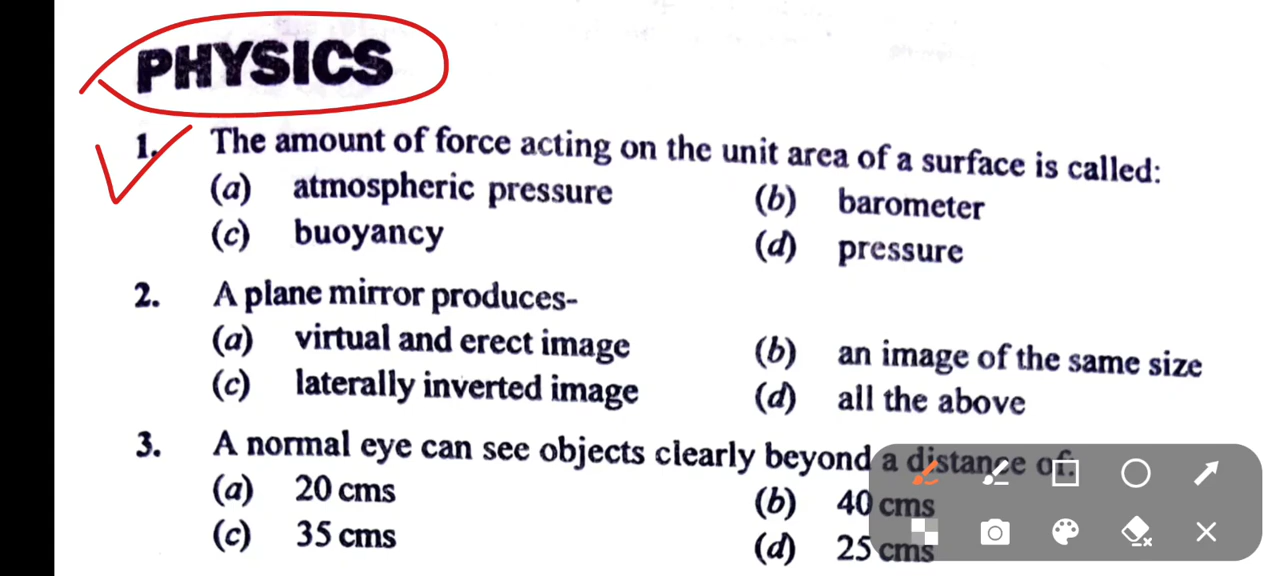 PHYSICS
1. The amount of force acting on the unit area of a surface is called:
(a) atmospheric pressure (b) barometer
(c) buoyancy (d) pressure
2. A plane mirror produces-
(a) virtual and erect image (b) an image of the same size
(c) laterally inverted image (d) all the above
3. A normal eye can see objects clearly beyond a distance of:
(a) 20 cms (b) 40 cms
(c) 35 cms (d) 25 cms